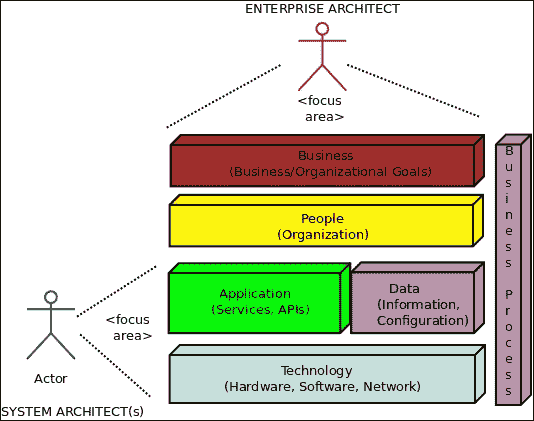 ENTERPRISE ARCHITECT
<focus
area>
Business
(Business/Organizational Goals)
People
(Organization)
Application
(Services, APIs)
Data
(Information,
Configuration)
Business Process
<focus
area>
Actor
Technology
(Hardware, Software, Network)
SYSTEM ARCHITECT(s)